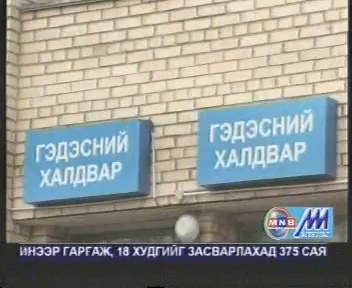 ГЭДЭСНИЙ
ХАЛДВАР
ГЭДЭСНИЙ
ХАЛДВАР
MNB
ИНЭЭР ГАРГАЖ, 18 ХУДГИЙГ ЗАСВАРЛАХАД 375 САЯ